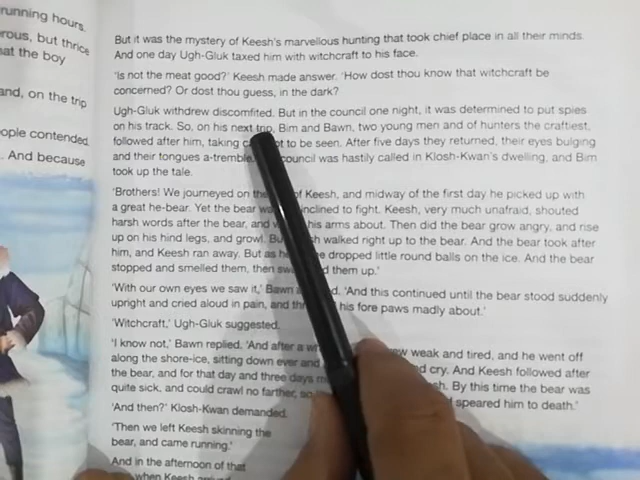 running hours.
rous, but thrice
at the boy
and, on the trip
ople contended.
. And because
But it was the mystery of Keesh's marvellous hunting that took chief place in all their minds.
And one day Ugh-Gluk taxed him with witchcraft to his face.
'Is not the meat good?' Keesh made answer. 'How dost thou know that witchcraft be
concerned? Or dost thou guess, in the dark?
Ugh-Gluk withdrew discomfited. But in the council one night, it was determined to put spies
on his track. So, on his next trip, Bim and Bawn, two young men and of hunters the craftiest,
followed after him, taking c ot to be seen. After five days they returned, their eyes bulging
and their tongues a-tremble. council was hastily called in Klosh-Kwan's dwelling, and Bim
took up the tale.
'Brothers! We journeyed on the of Keesh, and midway of the first day he picked up with
a great he-bear. Yet the bear wa inclined to fight. Keesh, very much unafraid, shouted
harsh words after the bear, and w his arms about. Then did the bear grow angry, and rise
up on his hind legs, and growl. Bu sh walked right up to the bear. And the bear took after
him, and Keesh ran away. But as he e dropped little round balls on the ice. And the bear
stopped and smelled them, then swa d them up.'
'With our own eyes we saw it,' Bawn d. 'And this continued until the bear stood suddenly
upright and cried aloud in pain, and thr his fore paws madly about.'
'Witchcraft,' Ugh-Gluk suggested.
'I know not,' Bawn replied. 'And after a w ew weak and tired, and he went off
along the shore-ice, sitting down ever and d cry. And Keesh followed after
the bear, and for that day and three days m sh. By this time the bear was
quite sick, and could crawl no farther, so speared him to death.'
'And then?' Klosh-Kwan demanded.
'Then we left Keesh skinning the
bear, and came running.'
And in the afternoon of that
when Keesh